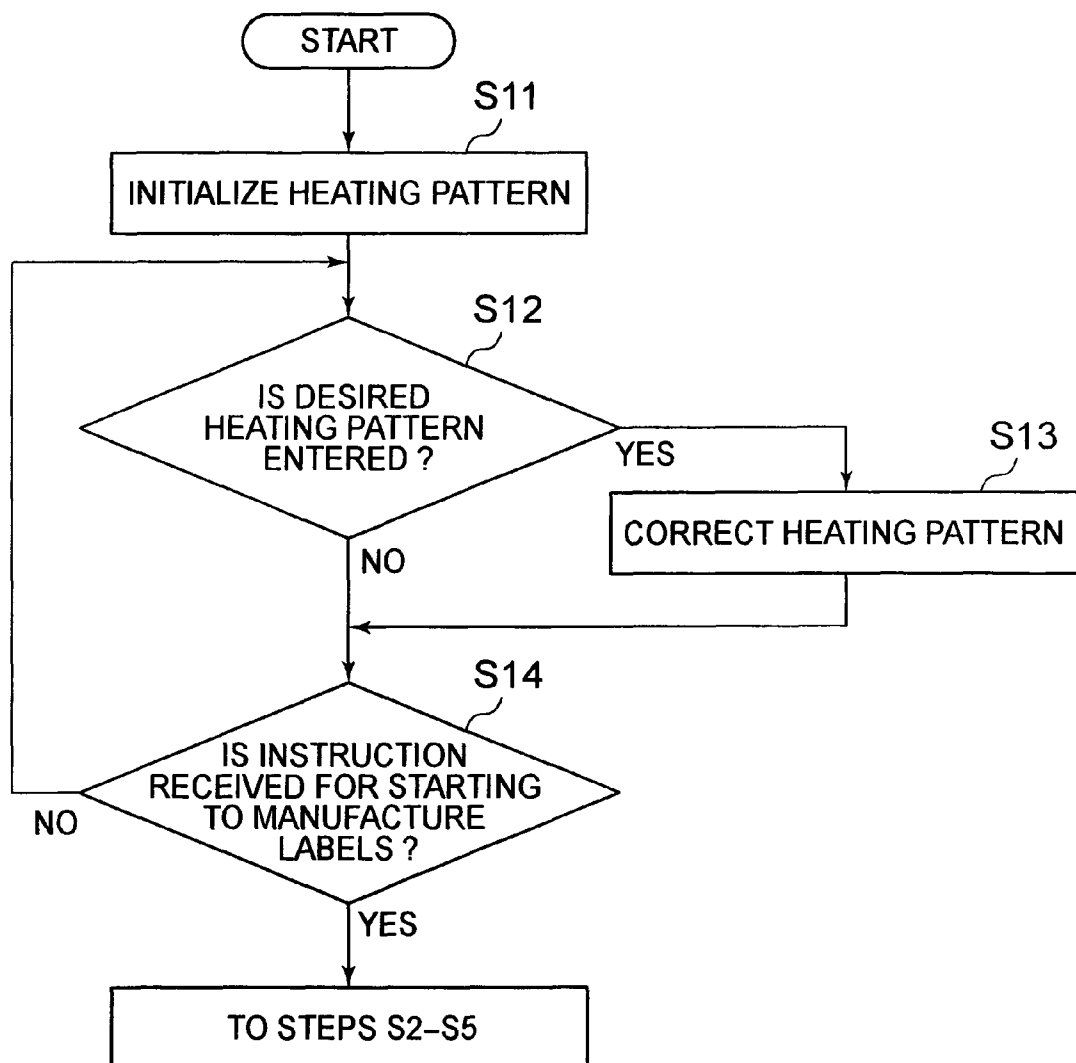 START
S11
INITIALIZE HEATING PATTERN
S12
IS DESIRED
HEATING PATTERN
ENTERED ?
YES
S13
CORRECT HEATING PATTERN
NO
S14
IS INSTRUCTION
RECEIVED FOR STARTING
TO MANUFACTURE
LABELS ?
NO
YES
TO STEPS S2–S5